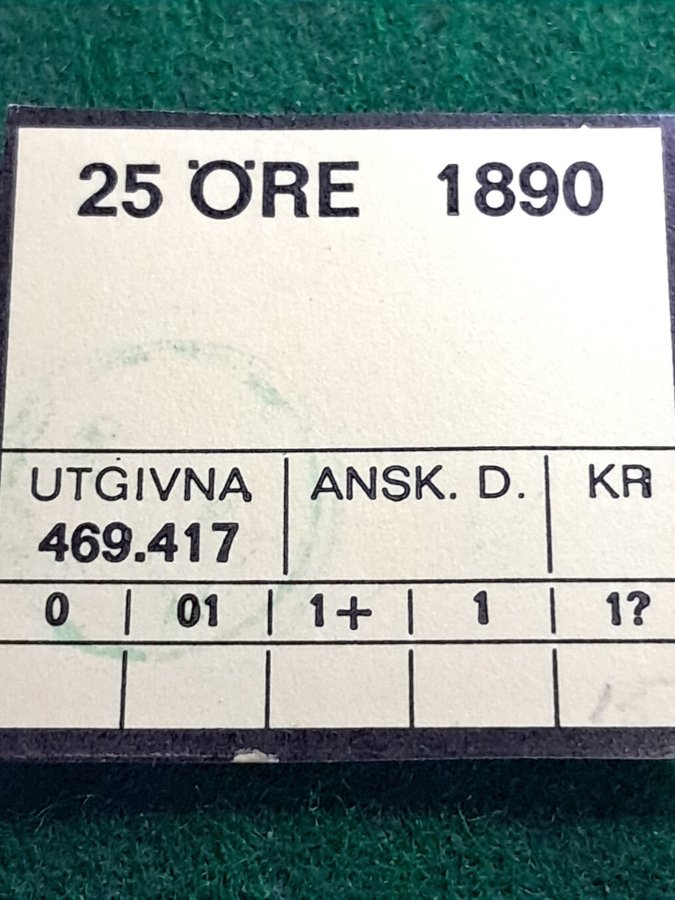 25 ÖRE 1890
UTGIVNA ANSK. D. KR
469.417
0 01 1+ 1 1?